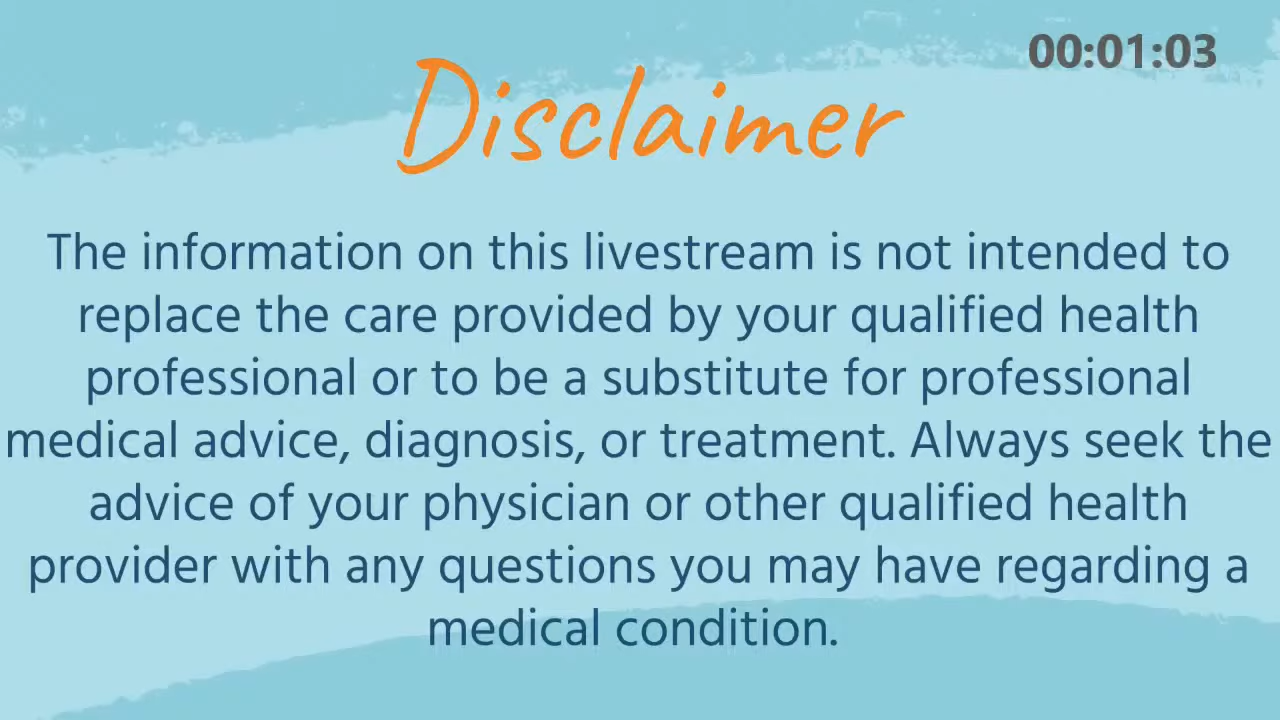 00:01:03
Disclaimer
The information on this livestream is not intended to
replace the care provided by your qualified health
professional or to be a substitute for professional
medical advice, diagnosis, or treatment. Always seek the
advice of your physician or other qualified health
provider with any questions you may have regarding a
medical condition.